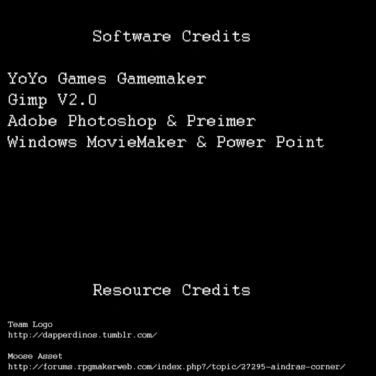 Software Credits
YoYo Games Gamemaker
Gimp V2.0
Adobe Photoshop & Preimer
Windows MovieMaker & Power Point
Resource Credits
Team Logo
http://dapperdinos.tumblr.com/
Moose Asset
http://forums.rpgmakerweb.com/index.php?/topic/27295-aindras-corner/